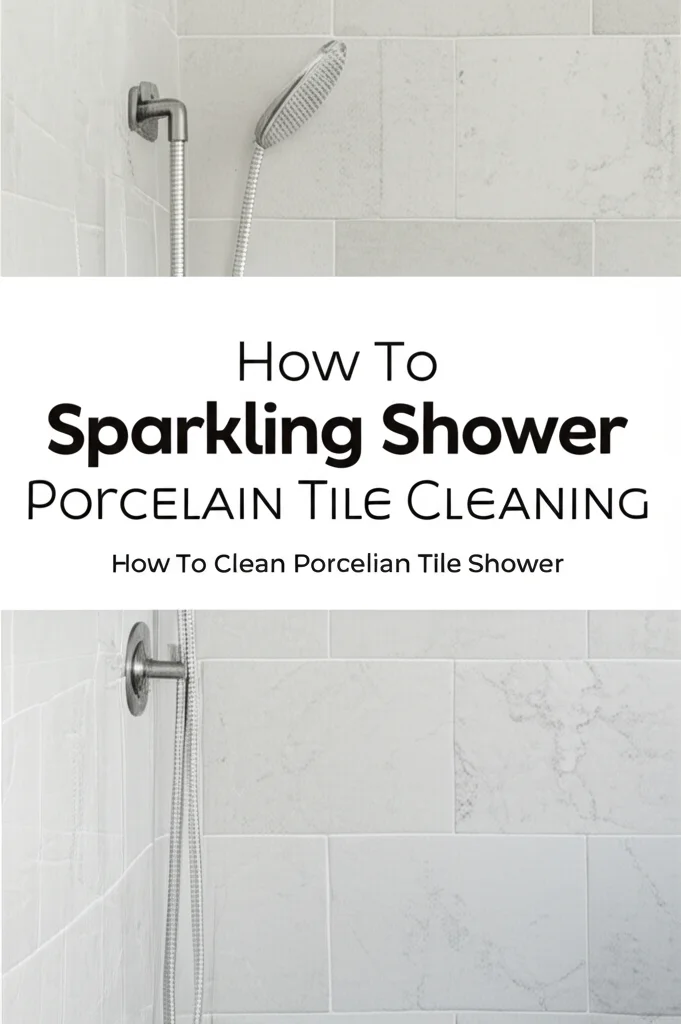 How To
Sparkling Shower
Porcelain Tile Cleaning
How To Clean Porcelian Tile Shower